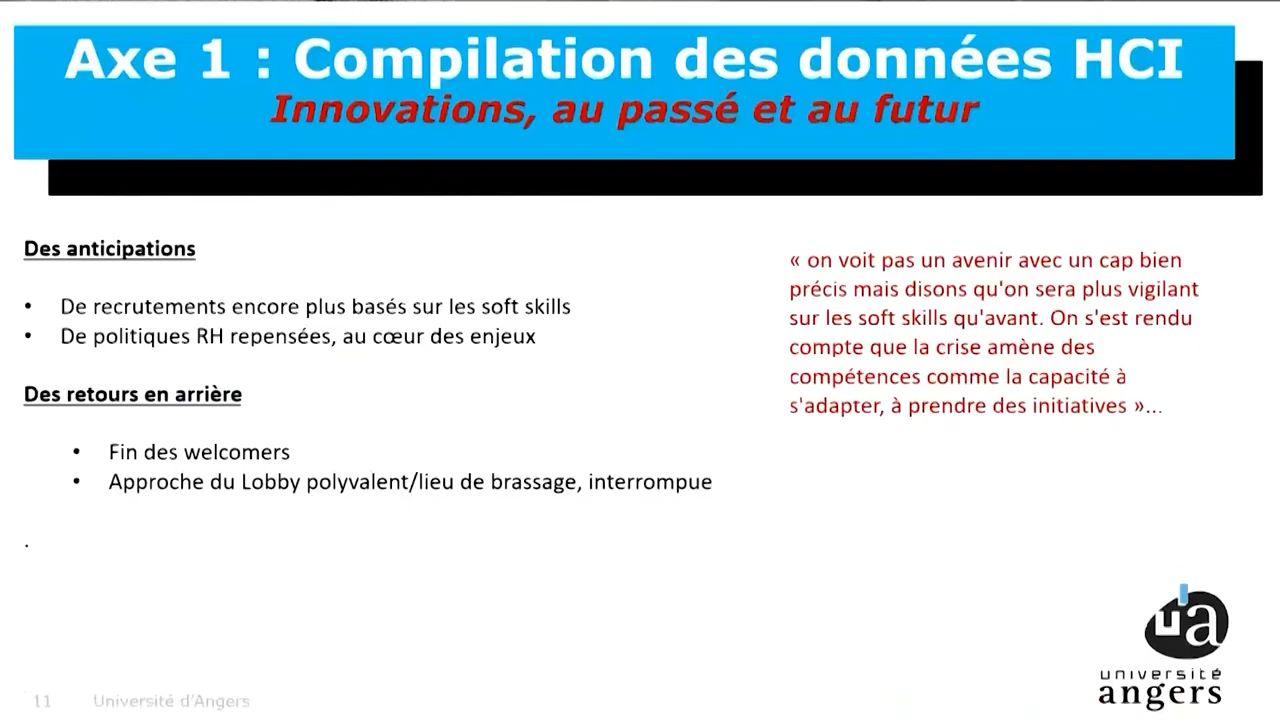 Axe 1 : Compilation des données HCI
Innovations, au passé et au futur
Des anticipations
• De recrutements encore plus basés sur les soft skills
• De politiques RH repensées, au cœur des enjeux
Des retours en arrière
• Fin des welcomers
• Approche du Lobby polyvalent/lieu de brassage, interrompue
.
« on voit pas un avenir avec un cap bien
précis mais disons qu'on sera plus vigilant
sur les soft skills qu'avant. On s'est rendu
compte que la crise amène des
compétences comme la capacité à
s'adapter, à prendre des initiatives »...
ua
université
angers
11 Université d'Angers